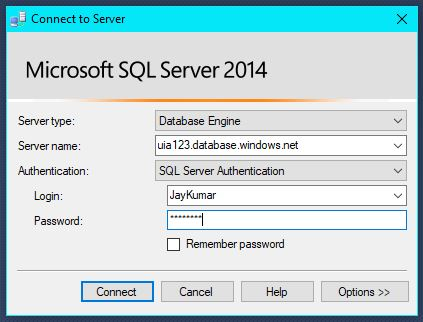 Connect to Server
Microsoft SQL Server 2014
Server type: Database Engine
Server name: uia123.database.windows.net
Authentication: SQL Server Authentication
Login: JayKumar
Password: ********
Remember password
Connect Cancel Help Options >>